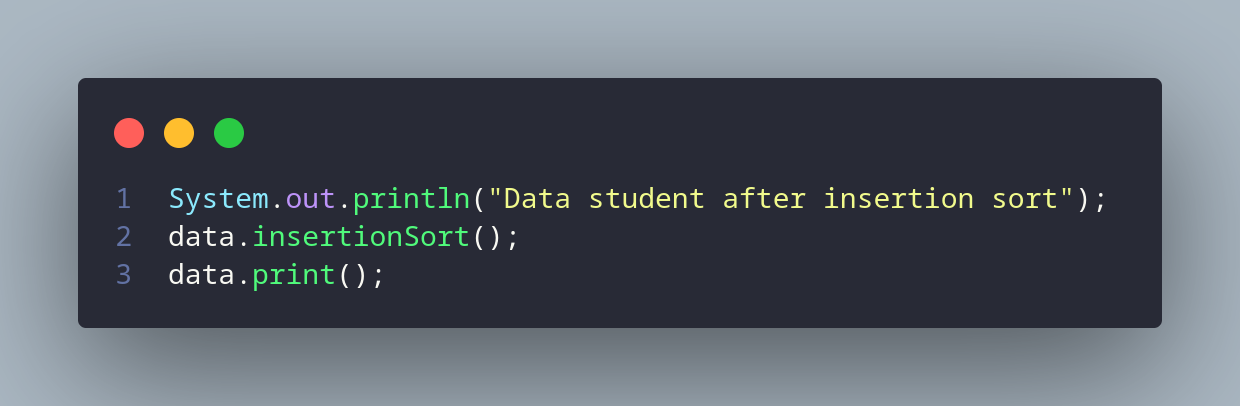 1 System.out.println("Data student after insertion sort");
2 data.insertionSort();
3 data.print();